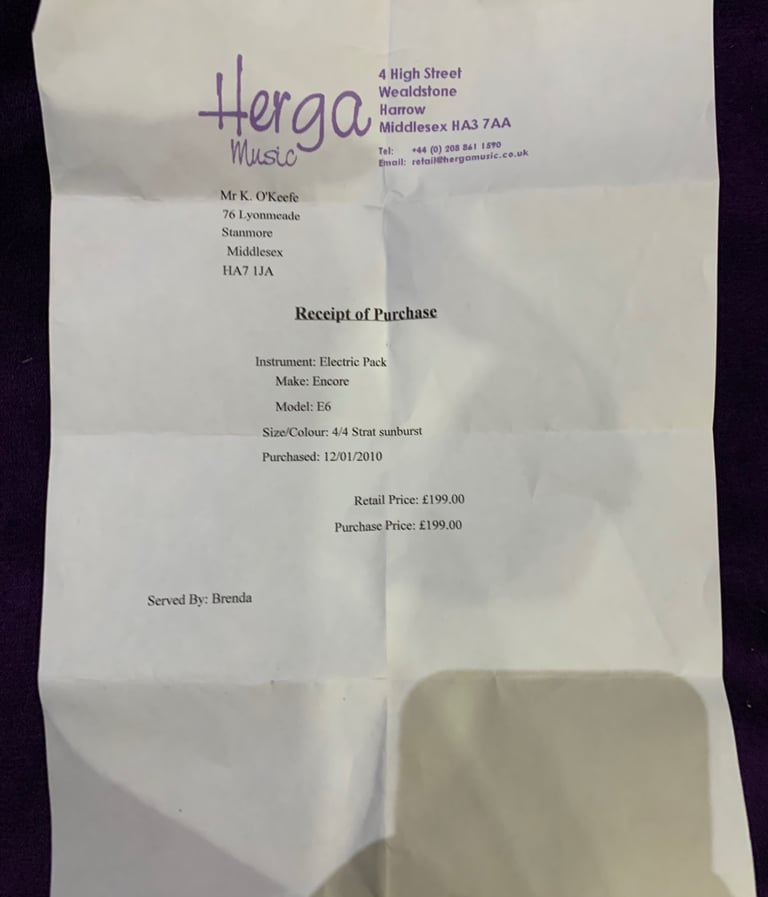 Herga
Music
4 High Street
Wealdstone
Harrow
Middlesex HA3 7AA
Tel: +44 (0) 208 861 1590
Email: retail@hergamusic.co.uk
Mr K. O'Keefe
76 Lyonmeade
Stanmore
Middlesex
HA7 1JA
Receipt of Purchase
Instrument: Electric Pack
Make: Encore
Model: E6
Size/Colour: 4/4 Strat sunburst
Purchased: 12/01/2010
Retail Price: £199.00
Purchase Price: £199.00
Served By: Brenda